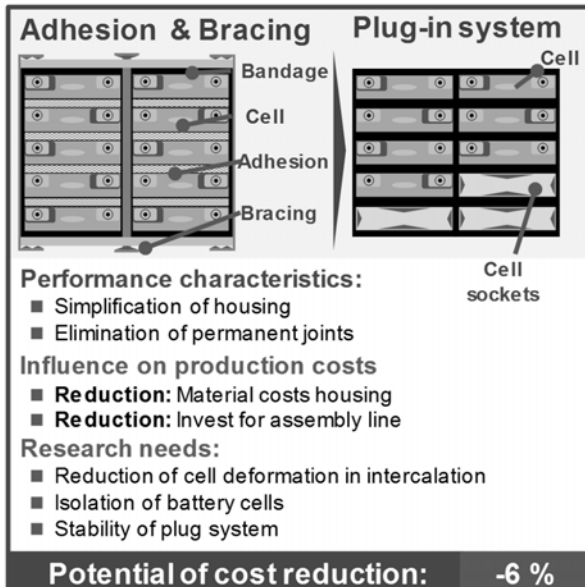 Adhesion & Bracing
Plug-in system
Bandage
Cell
Adhesion
Bracing
Cell
Cell
sockets
Performance characteristics:
■ Simplification of housing
■ Elimination of permanent joints
Influence on production costs
■ Reduction: Material costs housing
■ Reduction: Invest for assembly line
Research needs:
■ Reduction of cell deformation in intercalation
■ Isolation of battery cells
■ Stability of plug system
Potential of cost reduction: -6 %